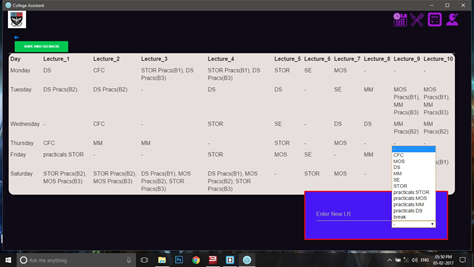 College Assistant
SAVE AND GO BACK
Day Lecture_1 Lecture_2 Lecture_3 Lecture_4 Lecture_5 Lecture_6 Lecture_7 Lecture_8 Lecture_9 Lecture_10
Monday DS CFC STOR Pracs(B1), DS STOR Pracs(B1), DS STOR SE MOS - - -
Pracs(B3) Pracs(B3)
Tuesday DS Pracs(B2) DS Pracs(B2) - DS DS - SE MM MOS MOS
Pracs(B1), Pracs(B1),
MM MM
Pracs(B3) Pracs(B3)
Wednesday - CFC - STOR SE - DS DS MM MM
Pracs(B2) Pracs(B2)
Thursday CFC MM MM - STOR - MOS - - -
Friday practicals:STOR - - STOR MOS SE - MM
Saturday STOR Pracs(B2), STOR Pracs(B2), DS Pracs(B1), DS Pracs(B1), - STOR MOS -
MOS Pracs(B3) MOS Pracs(B3) MOS Pracs(B2), MOS Pracs(B2),
STOR STOR
Pracs(B3) Pracs(B3)
CFC
MOS
DS
MM
SE
STOR
practicals:STOR
practicals:MOS
practicals:MM
practicals:DS
break
-
Enter New LR
Ask me anything
ENG
05:50 PM
05-02-2017